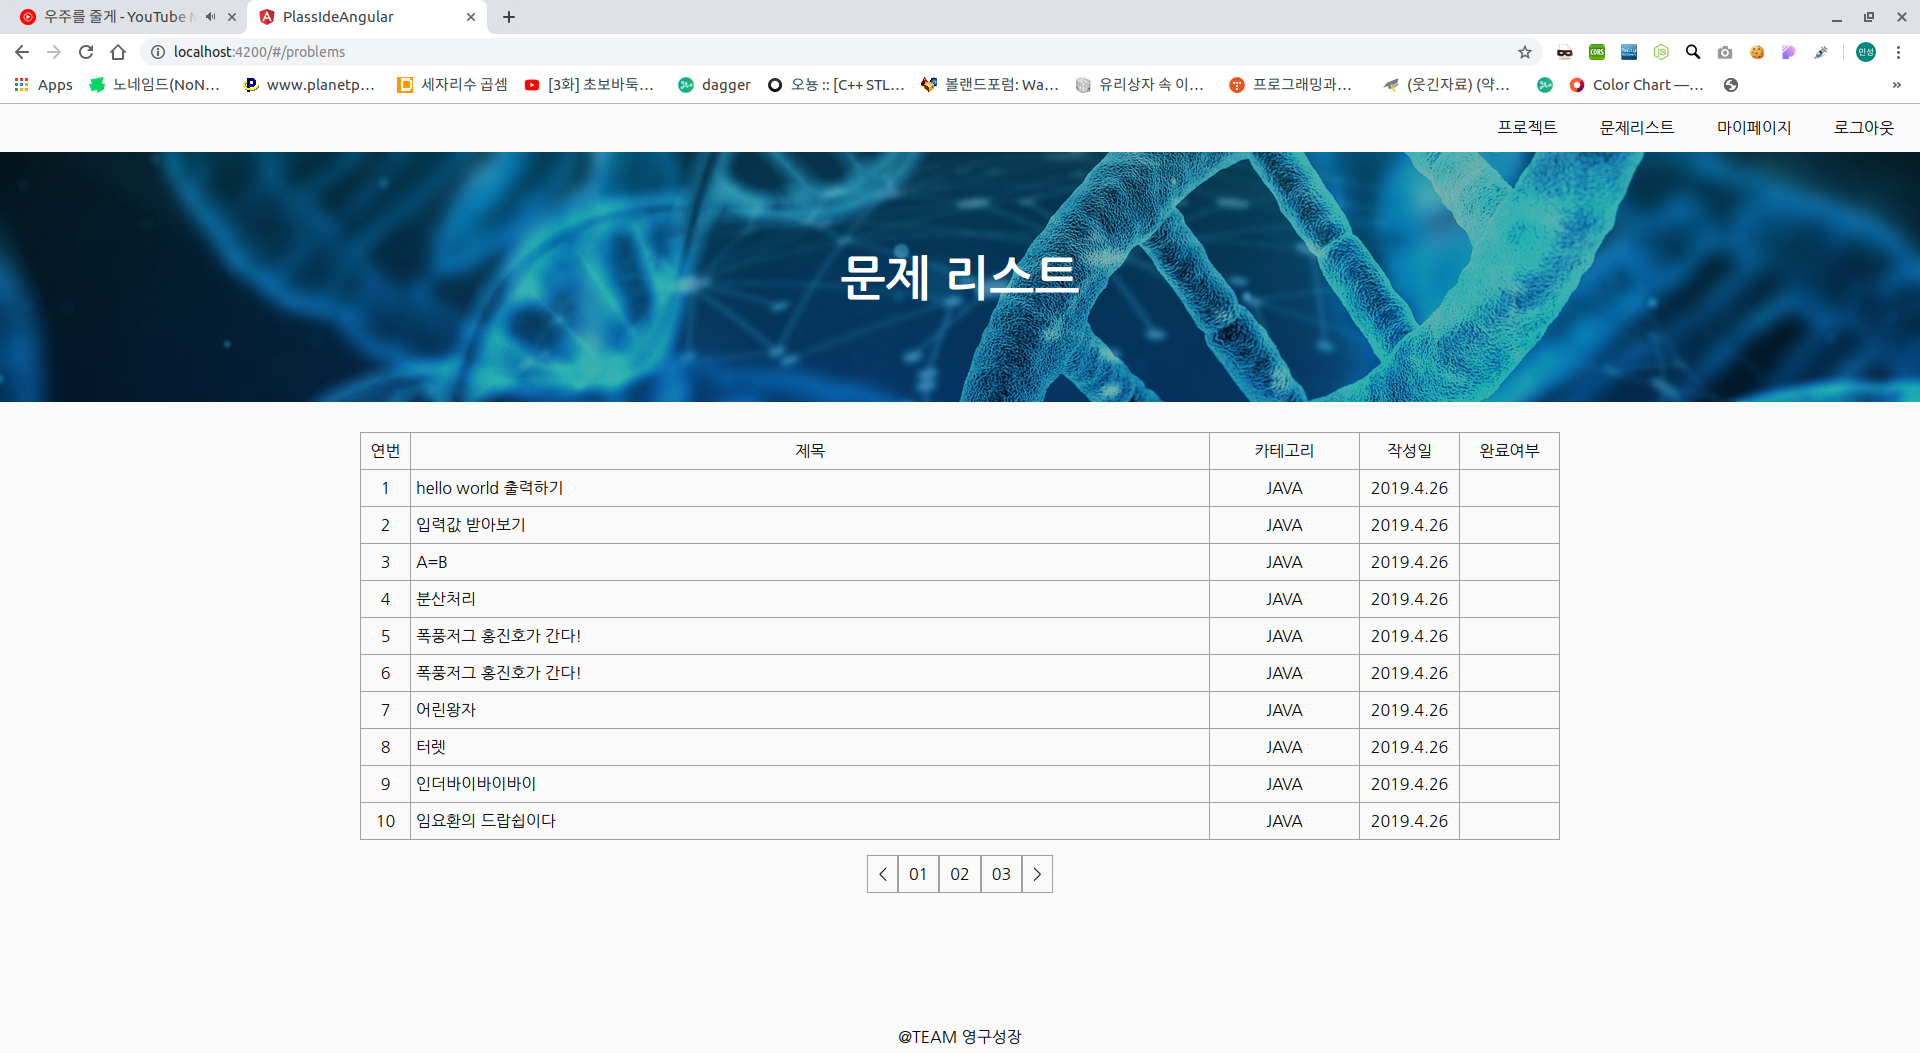 우주를 줄게 - YouTube M
PlassIdeAngular
localhost:4200/#/problems
Apps 노네임드(NoN... www.planetp... 세자리수 곱셈 [3화] 초보바둑... dagger 오뇽 :: [C++ STL... 볼랜드포럼: Wa... 유리상자 속 이... 프로그래밍과... (웃긴자료) (약... Color Chart —... »
프로젝트 문제리스트 마이페이지 로그아웃
문제 리스트
연번 제목 카테고리 작성일 완료여부
1 hello world 출력하기 JAVA 2019.4.26
2 입력값 받아보기 JAVA 2019.4.26
3 A=B JAVA 2019.4.26
4 분산처리 JAVA 2019.4.26
5 폭풍저그 홍진호가 간다! JAVA 2019.4.26
6 폭풍저그 홍진호가 간다! JAVA 2019.4.26
7 어린왕자 JAVA 2019.4.26
8 터렛 JAVA 2019.4.26
9 인더바이바이바이 JAVA 2019.4.26
10 임요환의 드랍쉽이다 JAVA 2019.4.26
< 01 02 03 >
@TEAM 영구성장